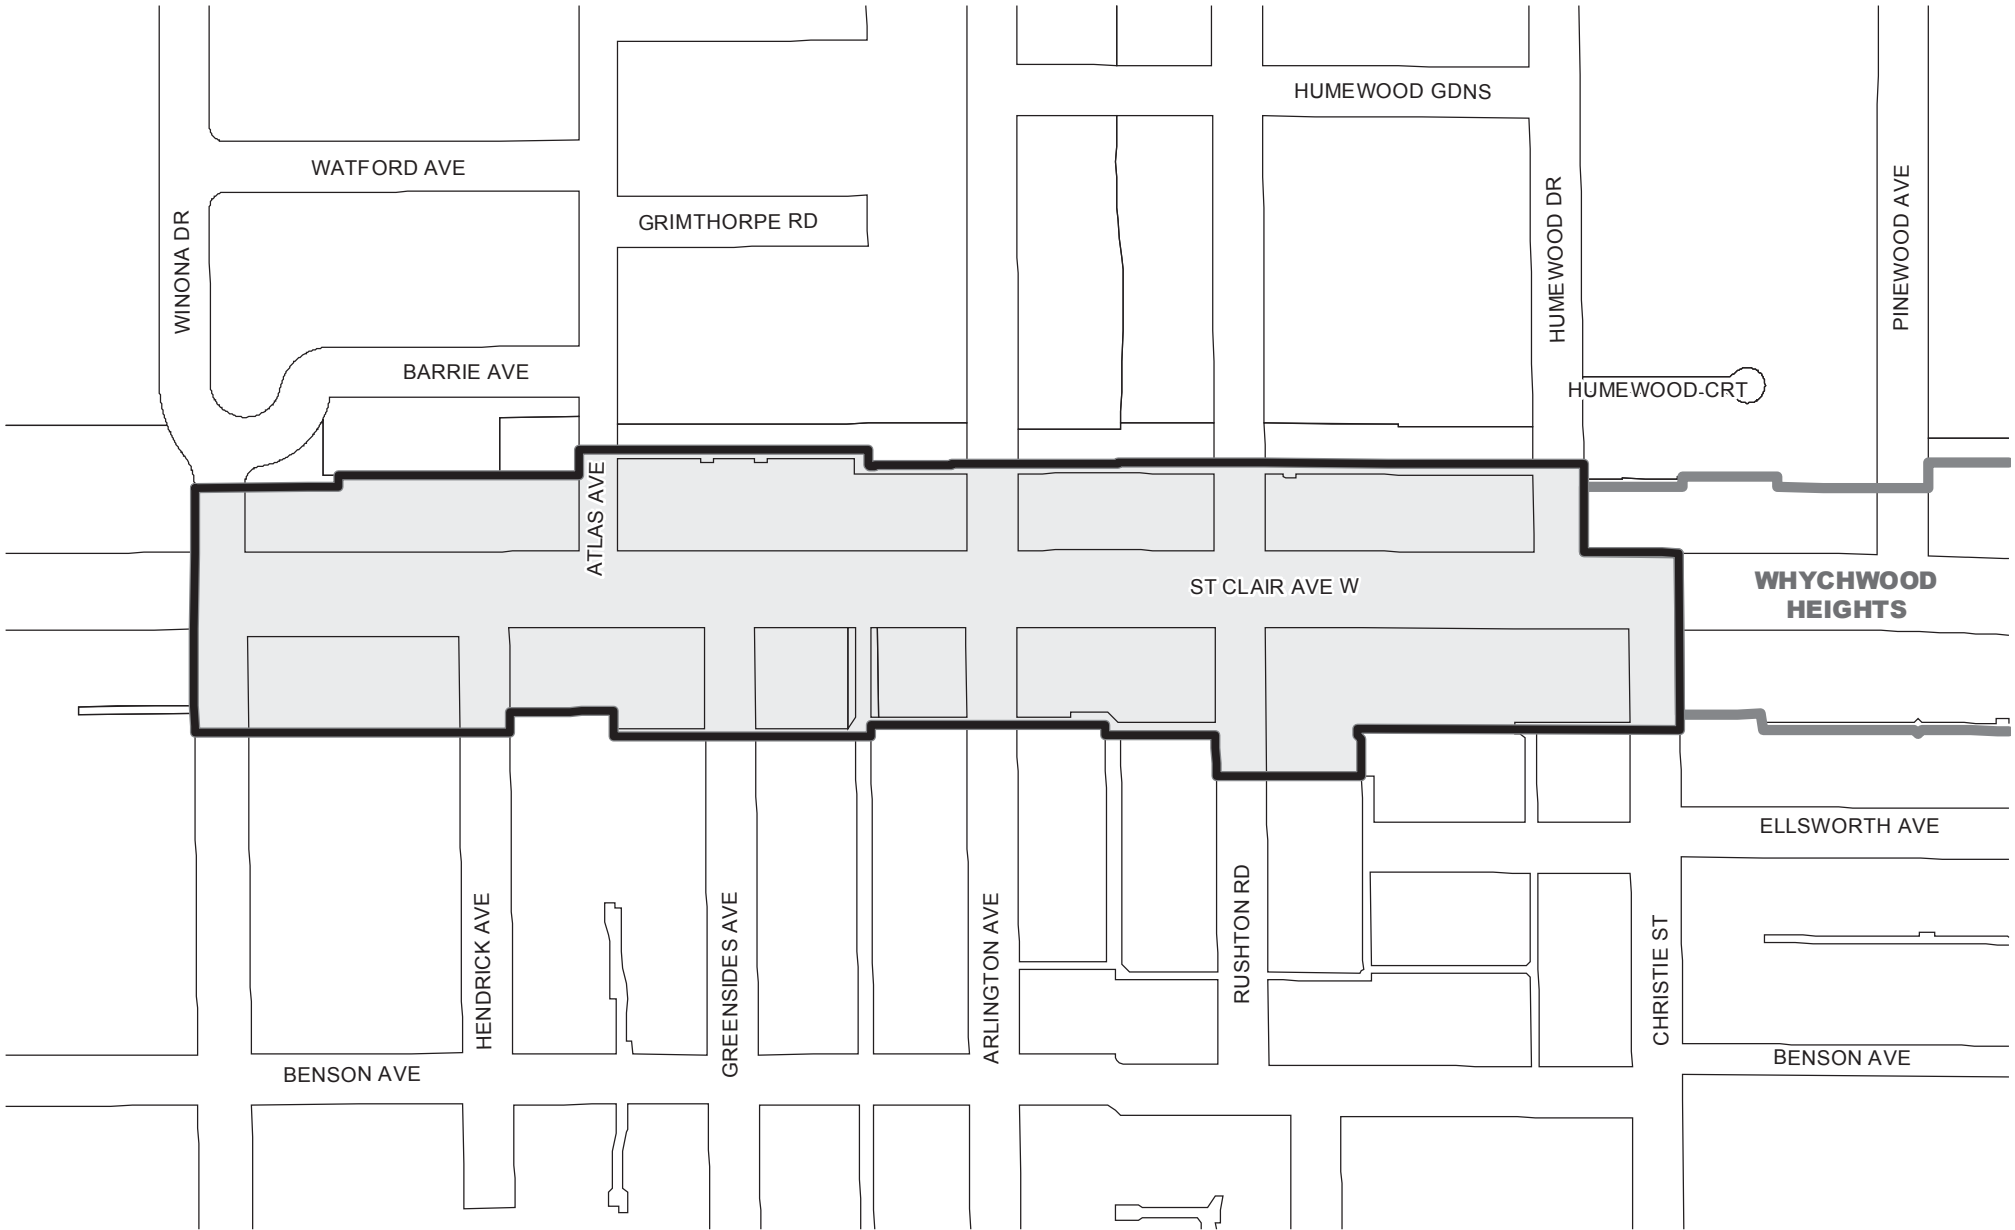 HUMEWOOD GDNS
WATFORD AVE
GRIMTHORPE RD
WINONA DR
HUMEWOOD DR
PINEWOOD AVE
BARRIE AVE
HUMEWOOD CRT
ATLAS AVE
ST CLAIR AVE W
WHYCHWOOD
HEIGHTS
ELLSWORTH AVE
HENDRICK AVE
GREENSIDES AVE
ARLINGTON AVE
RUSHTON RD
CHRISTIE ST
BENSON AVE
BENSON AVE